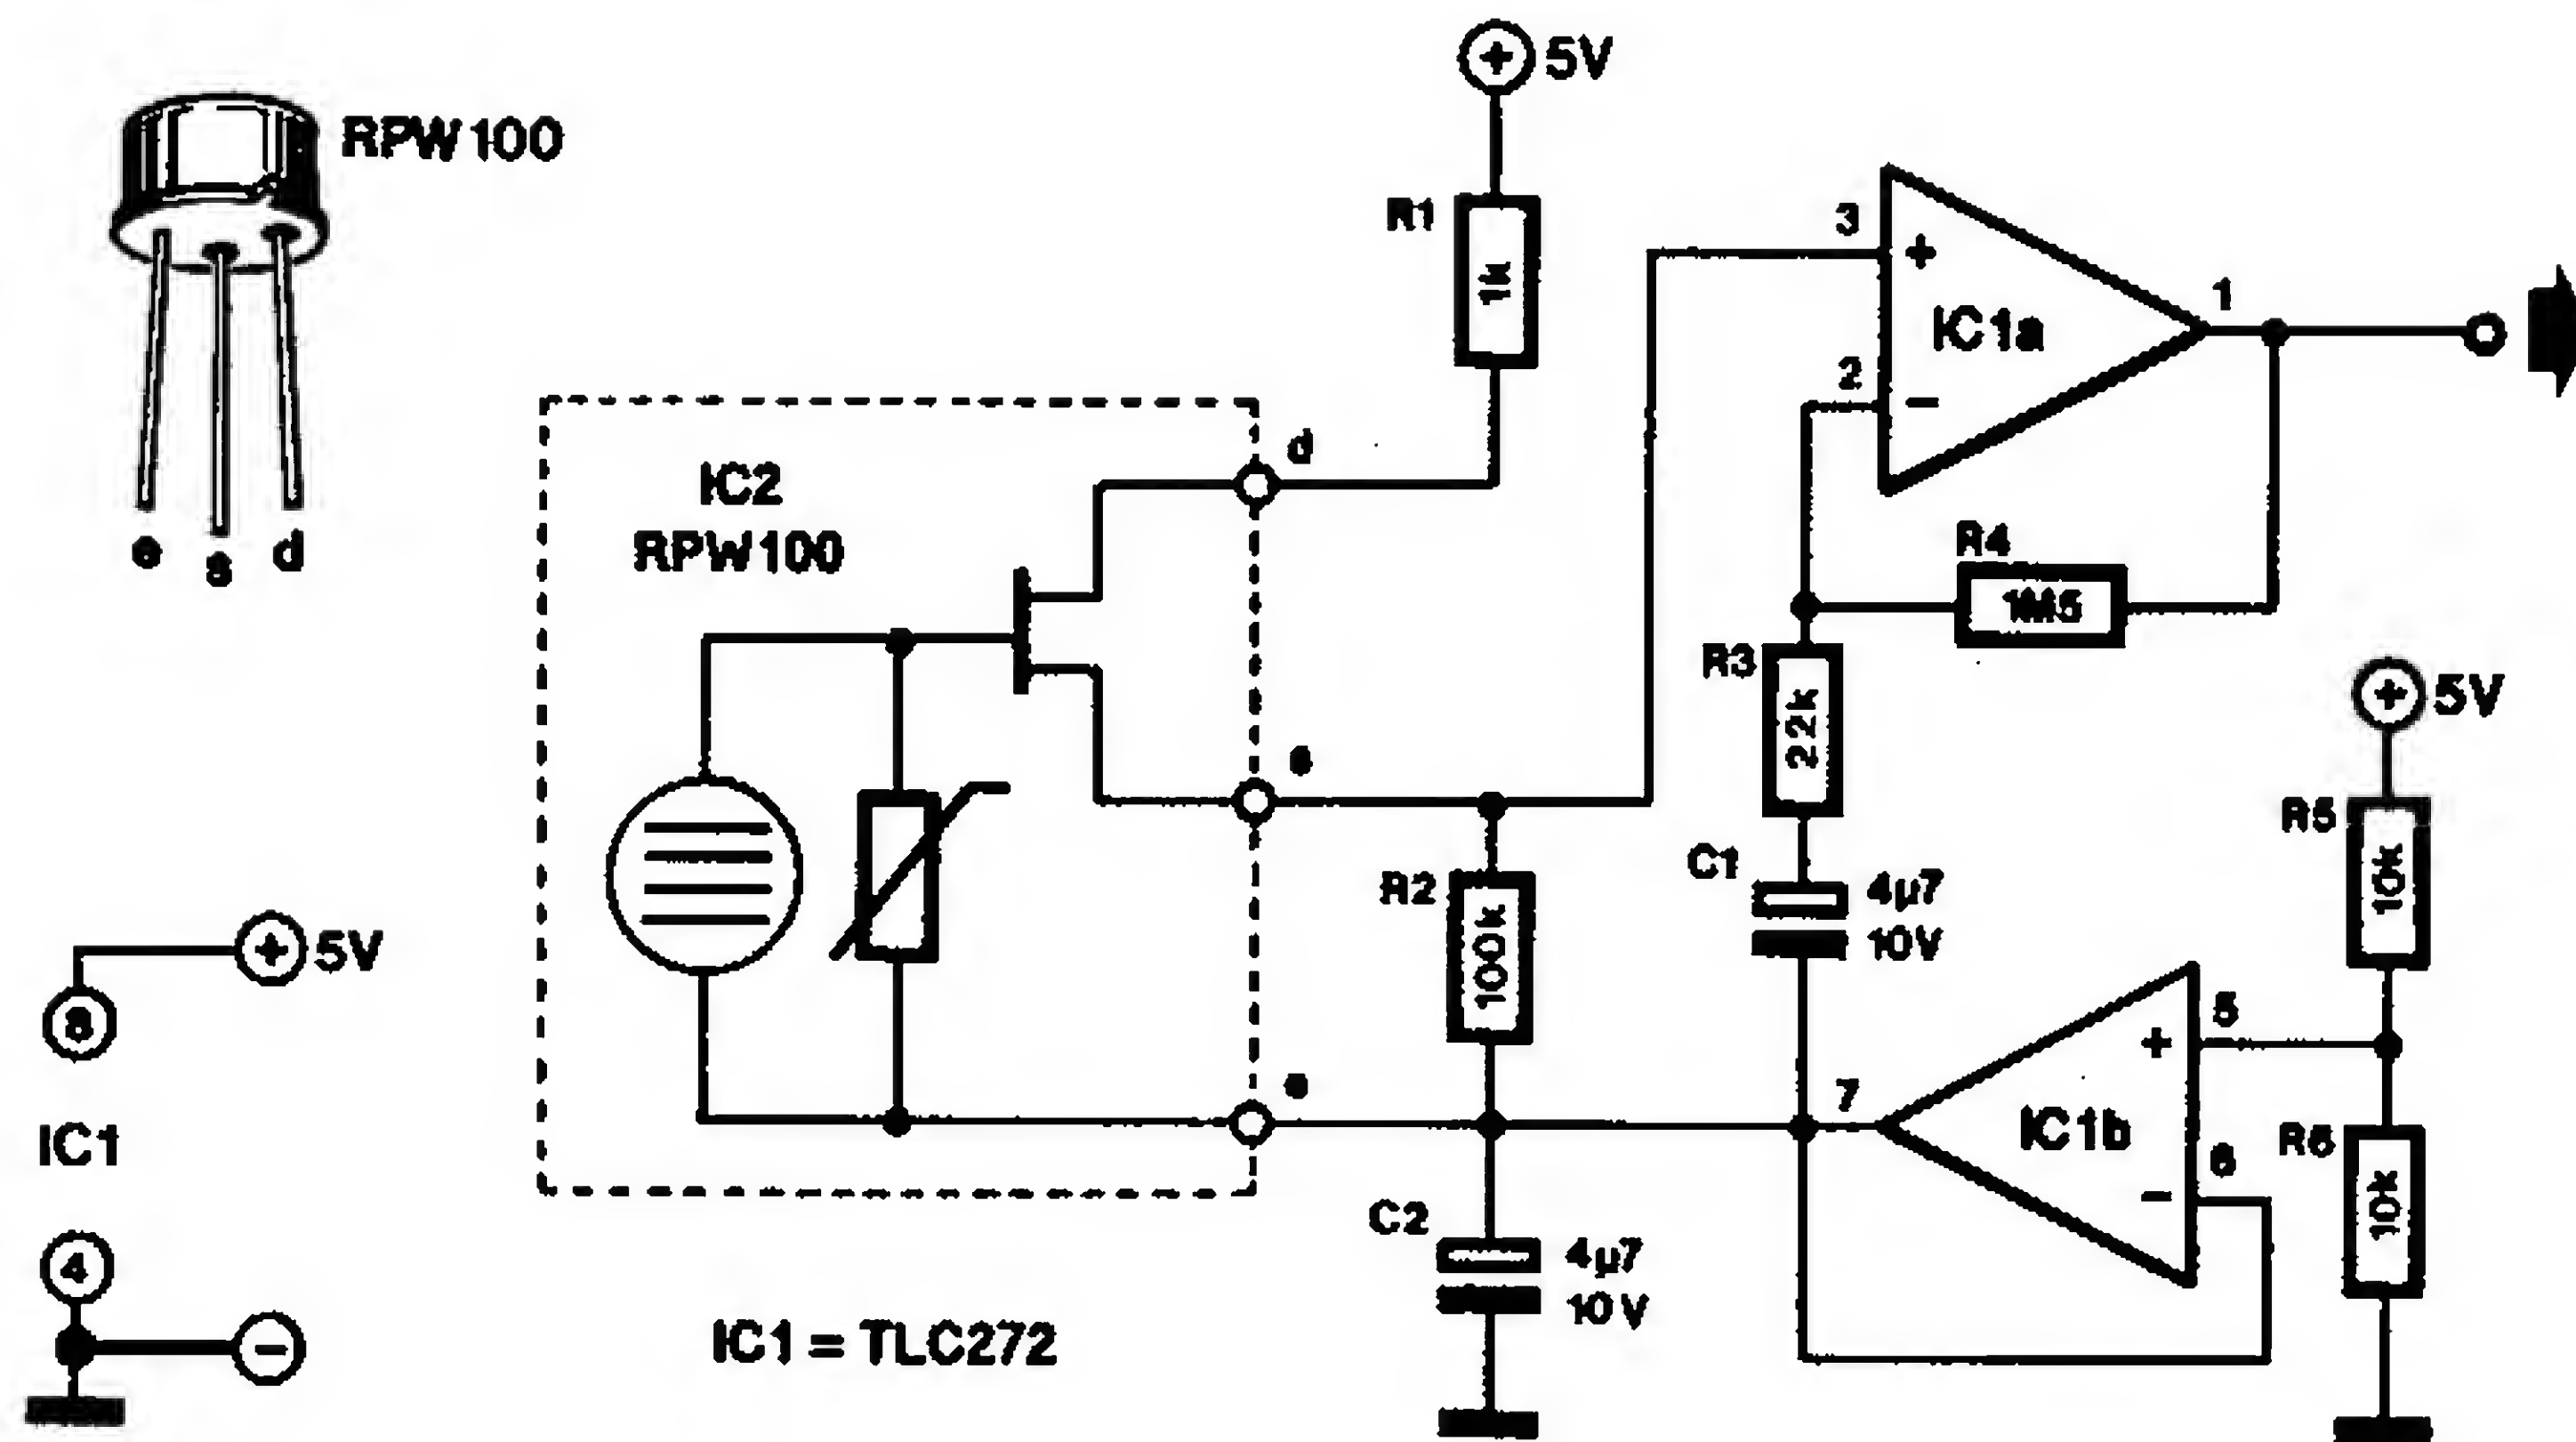 RPW100
e
s
d
5V
R1
1k
3
+
IC1a
1
2
−
d
IC2
RPW100
R4
1M5
R3
22k
5V
s
R5
10k
C1
4µ7
10V
R2
100k
5V
8
5
+
IC1b
7
e
IC1
R6
10k
6
−
C2
4µ7
10V
4
−
IC1 = TLC272